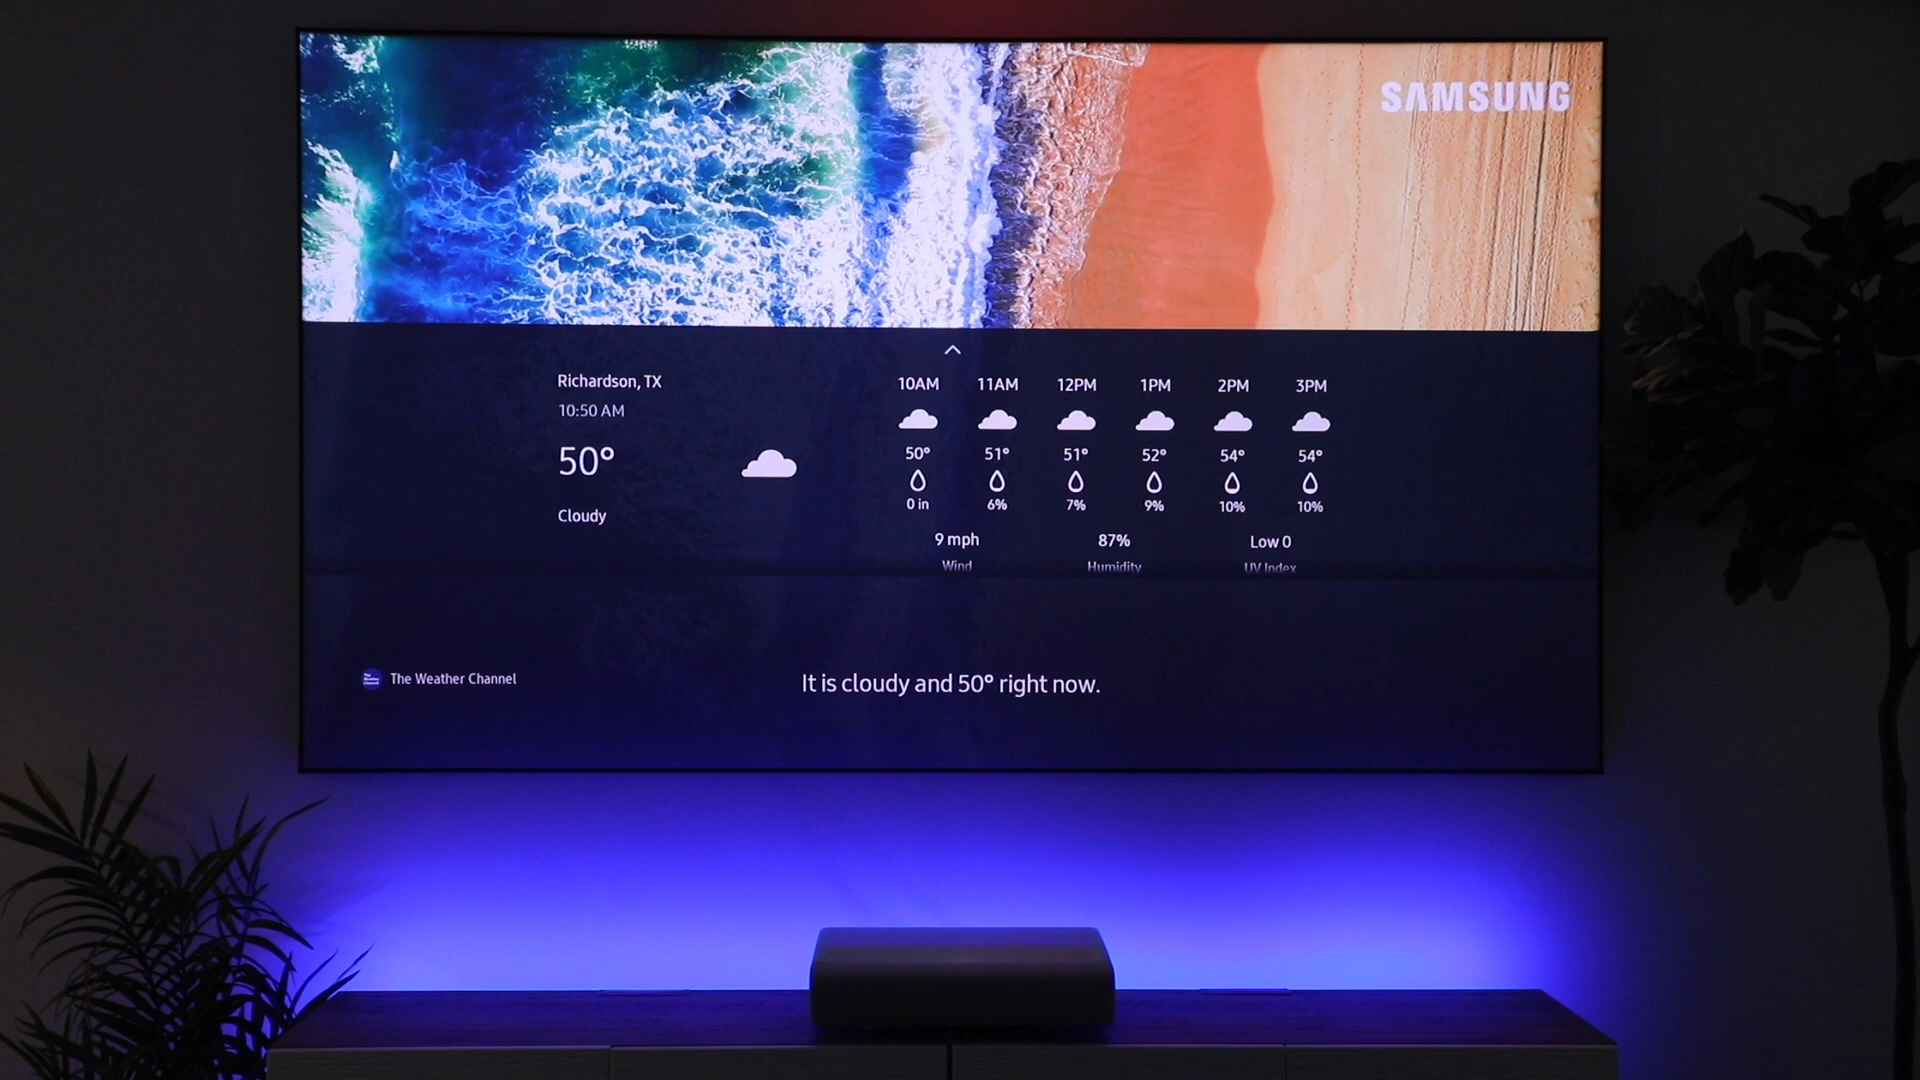 SAMSUNG
Richardson, TX
10:50 AM
50°
Cloudy
10AM 11AM 12PM 1PM 2PM 3PM
50° 51° 51° 52° 54° 54°
0 in 6% 7% 9% 10% 10%
9 mph 87% Low 0
Wind Humidity UV Index
The Weather Channel
It is cloudy and 50° right now.